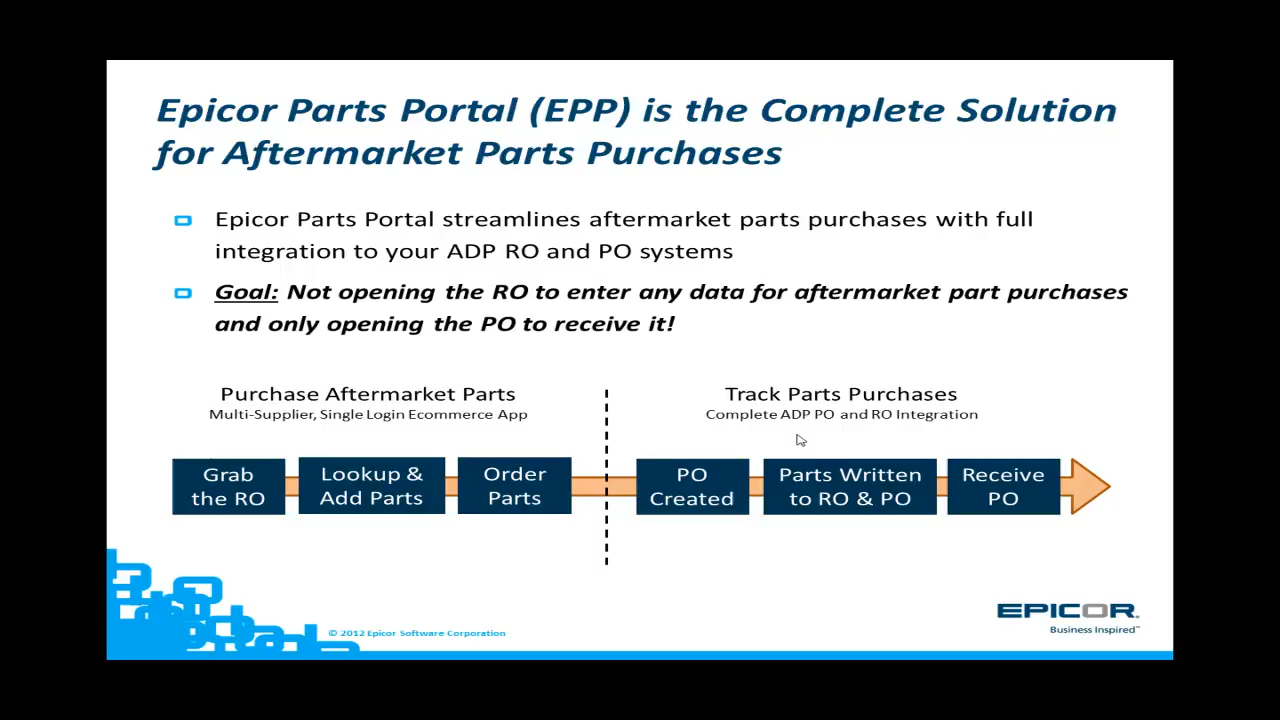 Epicor Parts Portal (EPP) is the Complete Solution
for Aftermarket Parts Purchases
Epicor Parts Portal streamlines aftermarket parts purchases with full
integration to your ADP RO and PO systems
Goal: Not opening the RO to enter any data for aftermarket part purchases
and only opening the PO to receive it!
Purchase Aftermarket Parts
Multi-Supplier, Single Login Ecommerce App
Track Parts Purchases
Complete ADP PO and RO Integration
Grab
the RO
Lookup &
Add Parts
Order
Parts
PO
Created
Parts Written
to RO & PO
Receive
PO
EPICOR®
Business Inspired™
© 2012 Epicor Software Corporation